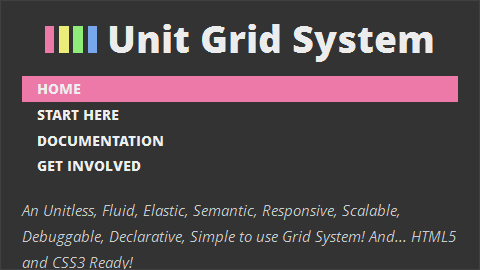 Unit Grid System
HOME
START HERE
DOCUMENTATION
GET INVOLVED
An Unitless, Fluid, Elastic, Semantic, Responsive, Scalable,
Debuggable, Declarative, Simple to use Grid System! And... HTML5
and CSS3 Ready!